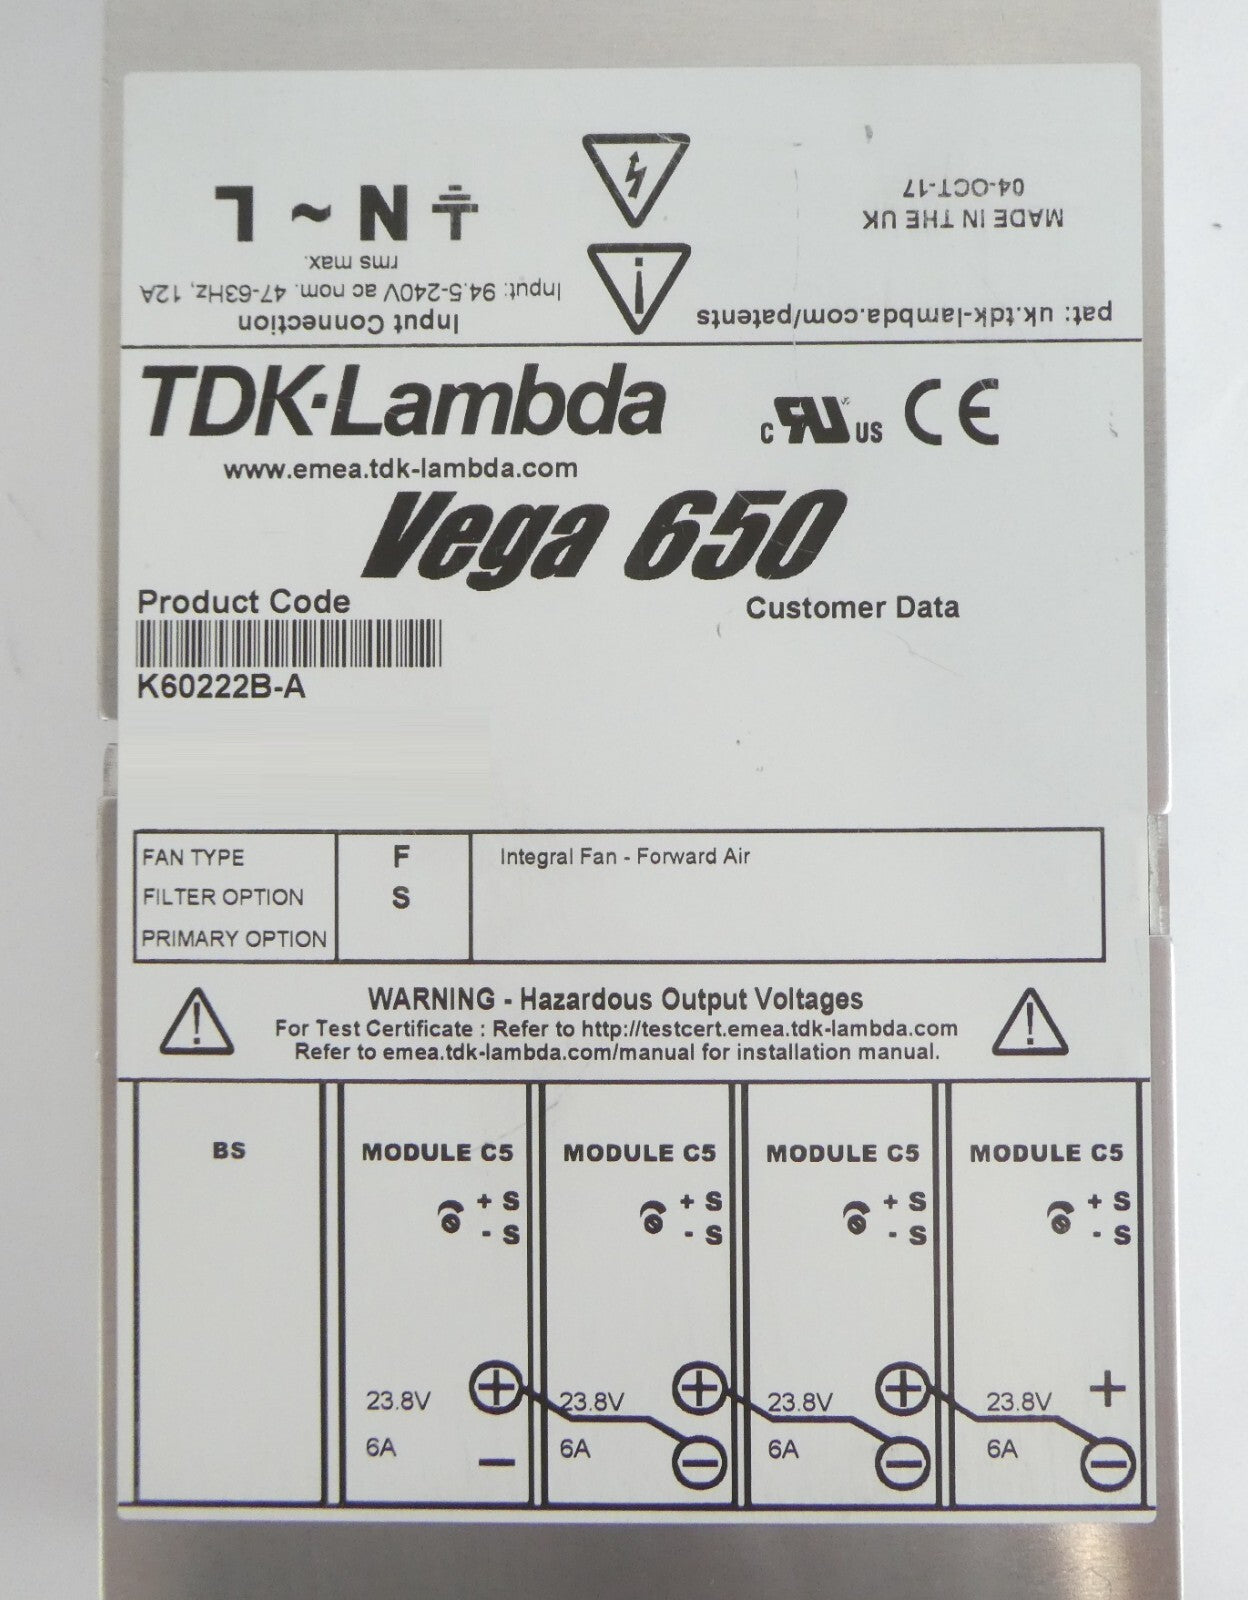 04-OCT-17
MADE IN THE UK
pat: uk.tdk-lambda.com/patents
L ~ N
Input Connection
Input: 94.5-240V ac nom. 47-63Hz, 12A
rms max.
TDK·Lambda
c RU US CE
www.emea.tdk-lambda.com
Vega 650
Product Code
Customer Data
K60222B-A
FAN TYPE F Integral Fan - Forward Air
FILTER OPTION S
PRIMARY OPTION
WARNING - Hazardous Output Voltages
For Test Certificate : Refer to http://testcert.emea.tdk-lambda.com
Refer to emea.tdk-lambda.com/manual for installation manual.
BS MODULE C5 MODULE C5 MODULE C5 MODULE C5
+ S + S + S + S
- S - S - S - S
23.8V + 23.8V + 23.8V + 23.8V +
6A - 6A - 6A - 6A -